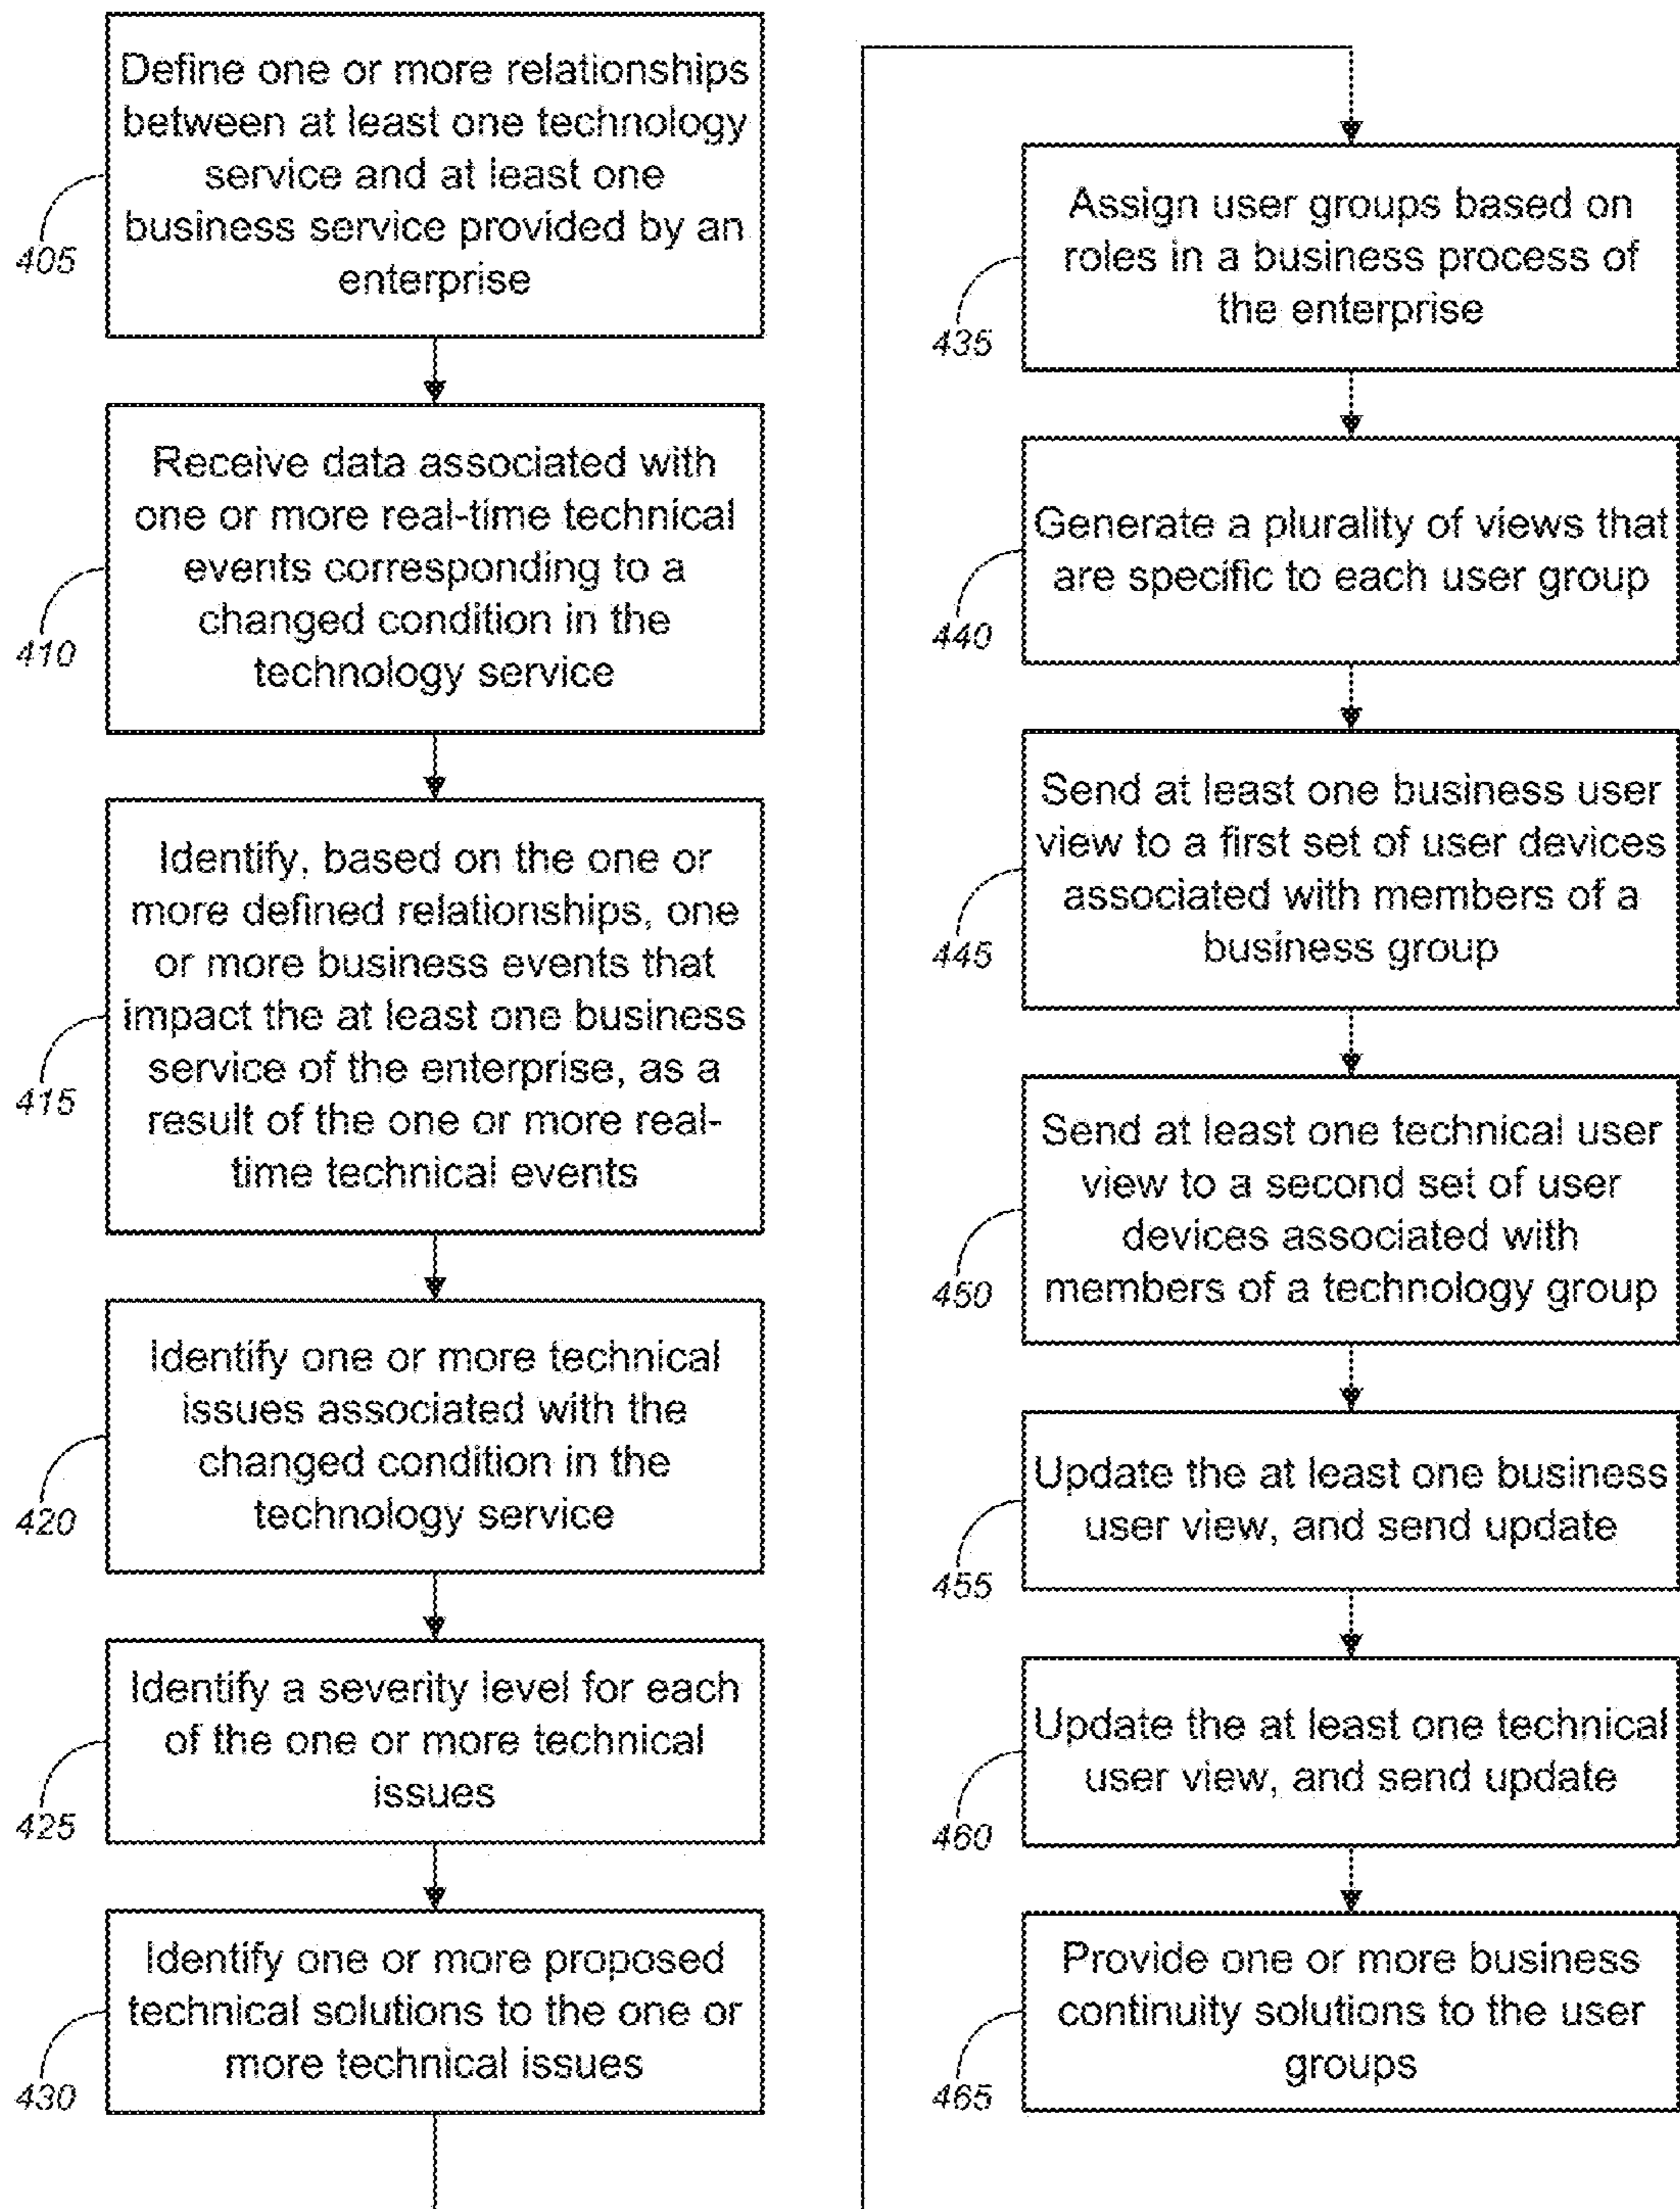 Define one or more relationships
between at least one technology
service and at least one
business service provided by an
enterprise
405
Receive data associated with
one or more real-time technical
events corresponding to a
changed condition in the
technology service
410
Identify, based on the one or
more defined relationships, one
or more business events that
impact the at least one business
service of the enterprise, as a
result of the one or more real-
time technical events
415
Identify one or more technical
issues associated with the
changed condition in the
technology service
420
Identify a severity level for each
of the one or more technical
issues
425
Identify one or more proposed
technical solutions to the one or
more technical issues
430
Assign user groups based on
roles in a business process of
the enterprise
435
Generate a plurality of views that
are specific to each user group
440
Send at least one business user
view to a first set of user devices
associated with members of a
business group
445
Send at least one technical user
view to a second set of user
devices associated with
members of a technology group
450
Update the at least one business
user view, and send update
455
Update the at least one technical
user view, and send update
460
Provide one or more business
continuity solutions to the user
groups
465